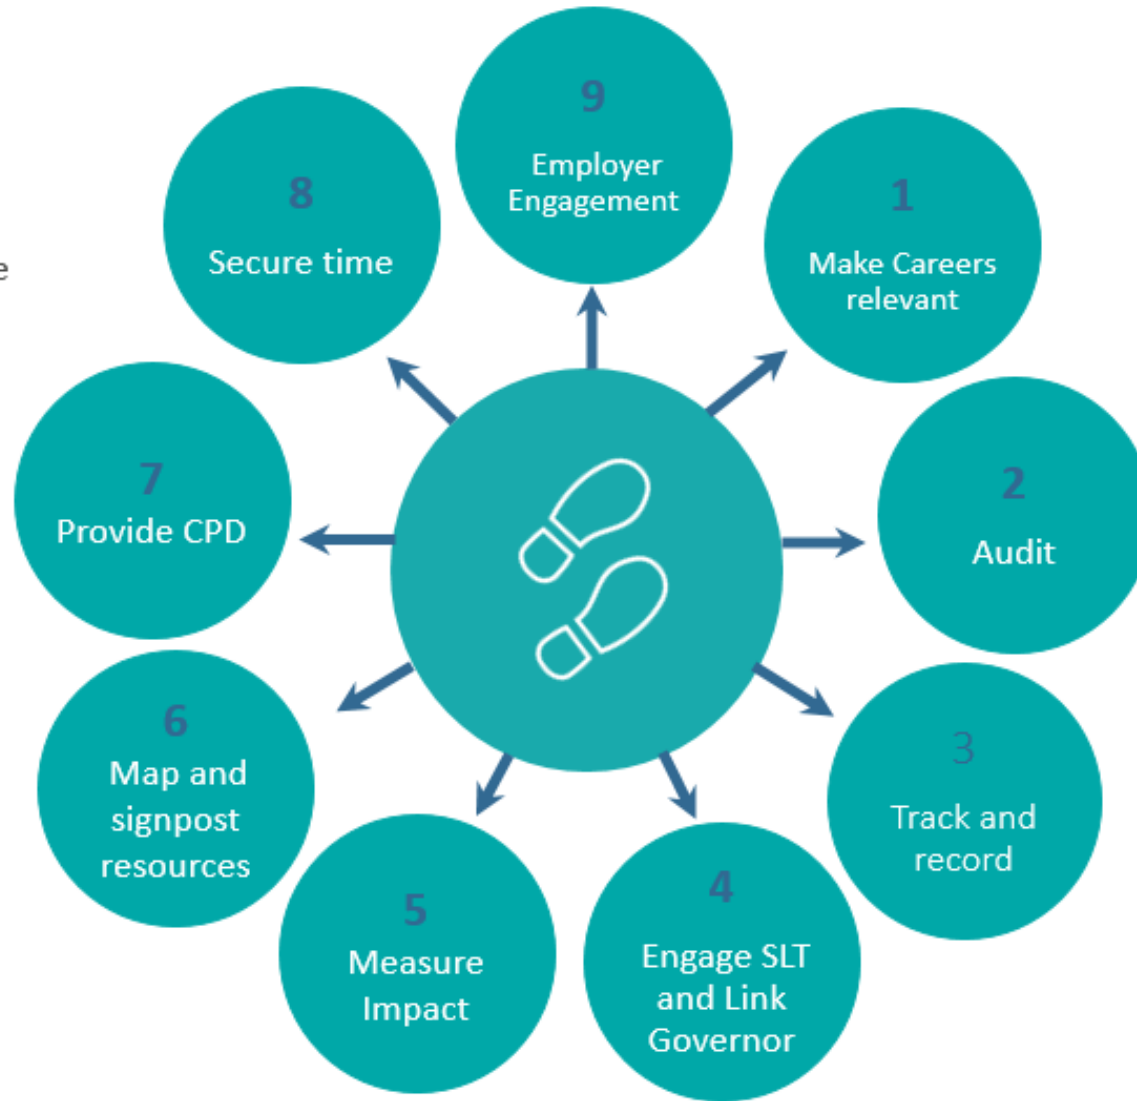 9
Employer
Engagement
1
Make Careers
relevant
2
Audit
3
Track and
record
4
Engage SLT
and Link
Governor
5
Measure
Impact
6
Map and
signpost
resources
7
Provide CPD
8
Secure time
e